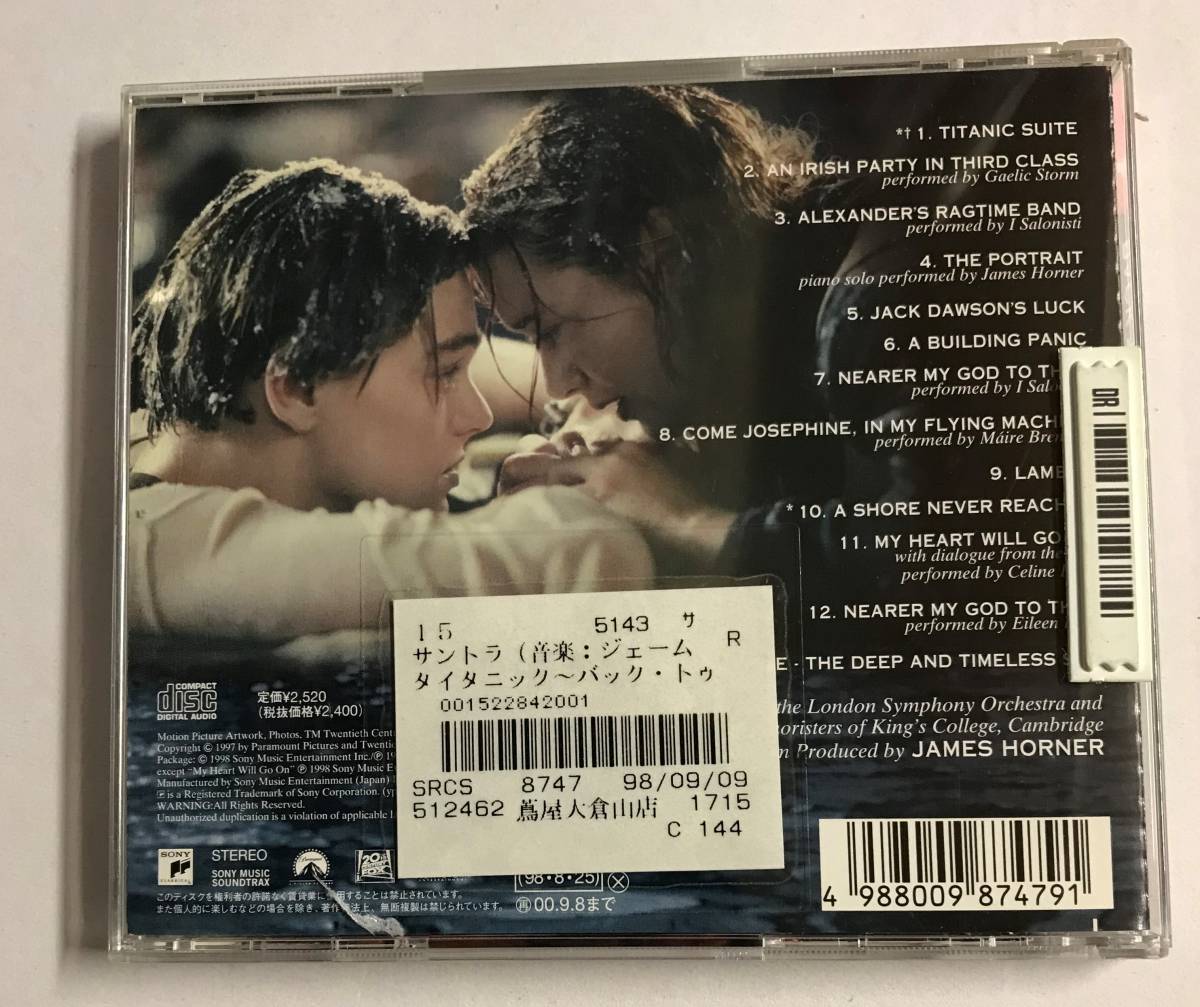 *† 1. TITANIC SUITE
2. AN IRISH PARTY IN THIRD CLASS
performed by Gaelic Storm
3. ALEXANDER'S RAGTIME BAND
performed by I Salonisti
4. THE PORTRAIT
piano solo performed by James Horner
5. JACK DAWSON'S LUCK
6. A BUILDING PANIC
7. NEARER MY GOD TO
performed by I
8. COME JOSEPHINE, IN MY FLYING
performed by Máire
9.
* 10. A SHORE NEVER
11. MY HEART WILL GO
with dialogue from
performed by Celine
12. NEARER MY GOD TO
performed by Eileen
- THE DEEP AND TIMELESS
the London Symphony Orchestra and
of King's College, Cambridge
Produced by JAMES HORNER
DR
15 5143 サ
サントラ (音楽:ジェーム R
タイタニック～バック・トゥ
001522842001
SRCS 8747 98/09/09
512462 蔦屋大倉山店 1715
C 144
COMPACT
disc
DIGITAL AUDIO
定価¥2,520
(税抜価格¥2,400)
Motion Picture Artwork, Photos, TM Twentieth
Copyright © 1997 by Paramount Pictures and
Package: © 1998 Sony Music Entertainment Inc./℗
except "My Heart Will Go On" ℗ 1998 Sony Music
Manufactured by Sony Music Entertainment (Japan)
is a Registered Trademark of Sony Corporation.
WARNING:All Rights Reserved.
Unauthorized duplication is a violation of applicable
SONY
CLASSICAL
STEREO
SONY MUSIC
SOUNDTRAX
Paramount
20th
FOX
(98・8・25) X
再 00.9.8まで
このディスクを権利者の許諾なく賃貸業に使用することは禁止されています。
また個人的に楽しむなどの場合を除き、著作権法上、無断複製は禁じられています。
4 988009 874791